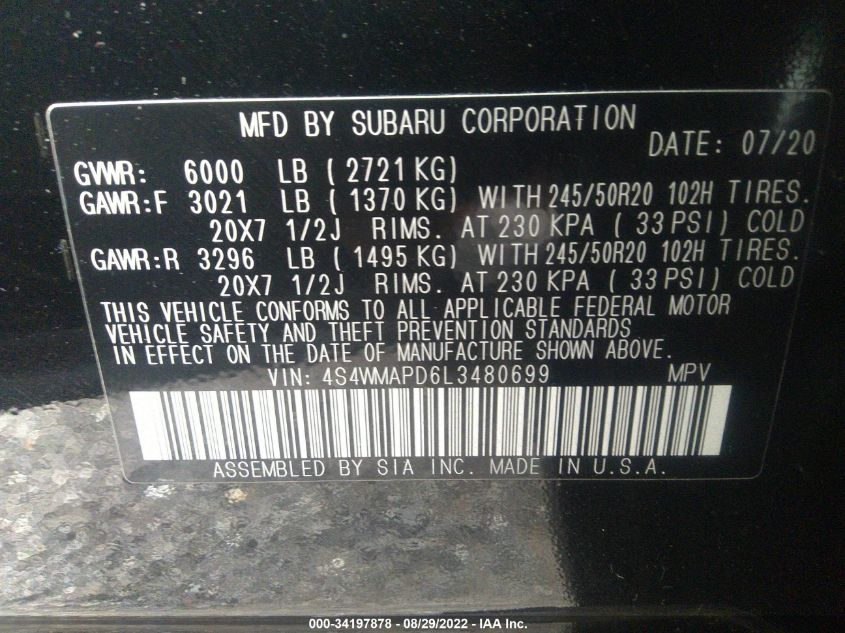 MFD BY SUBARU CORPORATION
DATE: 07/20
GVWR: 6000 LB ( 2721 KG)
GAWR:F 3021 LB ( 1370 KG) WITH 245/50R20 102H TIRES.
20X7 1/2J RIMS. AT 230 KPA ( 33 PSI) COLD
GAWR:R 3296 LB ( 1495 KG) WITH 245/50R20 102H TIRES.
20X7 1/2J RIMS. AT 230 KPA ( 33 PSI) COLD
THIS VEHICLE CONFORMS TO ALL APPLICABLE FEDERAL MOTOR
VEHICLE SAFETY AND THEFT PREVENTION STANDARDS
IN EFFECT ON THE DATE OF MANUFACTURE SHOWN ABOVE.
VIN: 4S4WMAPD6L3480699 MPV
ASSEMBLED BY SIA INC. MADE IN U.S.A.
000-34197878 - 08/29/2022 - IAA Inc.